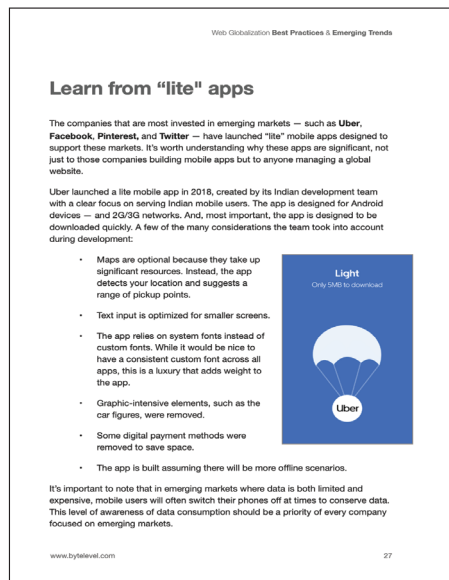 Web Globalization Best Practices & Emerging Trends
Learn from “lite" apps
The companies that are most invested in emerging markets — such as Uber,
Facebook, Pinterest, and Twitter — have launched “lite” mobile apps designed to
support these markets. It’s worth understanding why these apps are significant, not
just to those companies building mobile apps but to anyone managing a global
website.
Uber launched a lite mobile app in 2018, created by its Indian development team
with a clear focus on serving Indian mobile users. The app is designed for Android
devices — and 2G/3G networks. And, most important, the app is designed to be
downloaded quickly. A few of the many considerations the team took into account
during development:
• Maps are optional because they take up
significant resources. Instead, the app
detects your location and suggests a
range of pickup points.
• Text input is optimized for smaller screens.
• The app relies on system fonts instead of
custom fonts. While it would be nice to
have a consistent custom font across all
apps, this is a luxury that adds weight to
the app.
• Graphic-intensive elements, such as the
car figures, were removed.
• Some digital payment methods were
removed to save space.
• The app is built assuming there will be more offline scenarios.
Light
Only 5MB to download
Uber
It’s important to note that in emerging markets where data is both limited and
expensive, mobile users will often switch their phones off at times to conserve data.
This level of awareness of data consumption should be a priority of every company
focused on emerging markets.
www.bytelevel.com
27